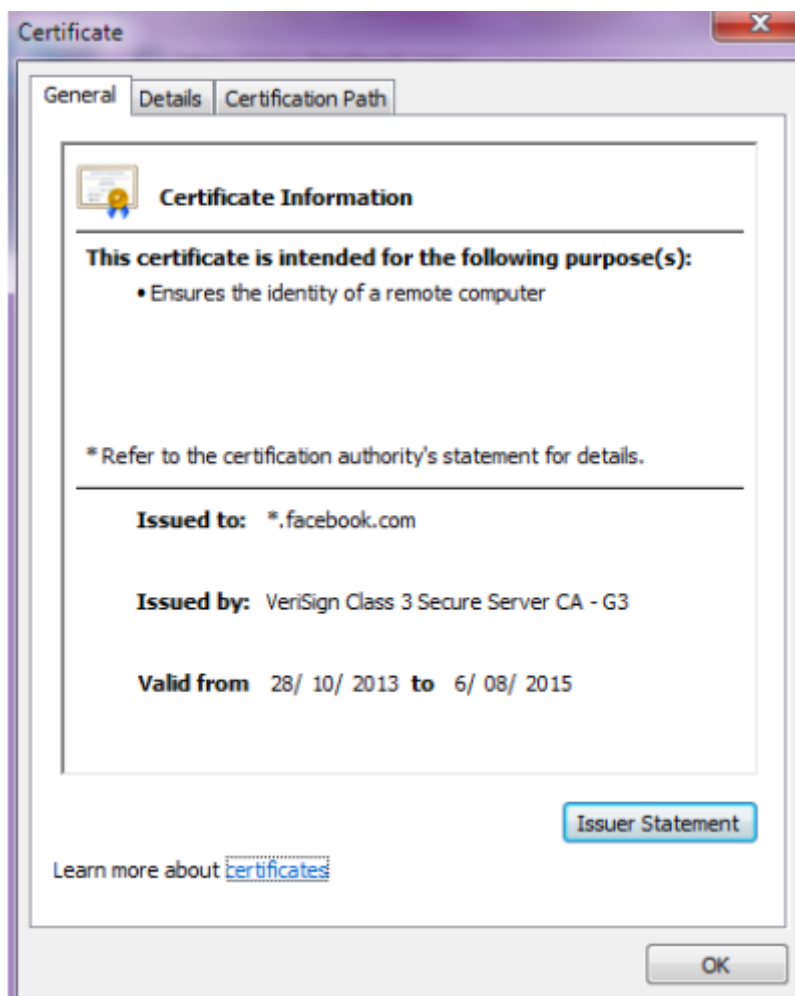 Certificate
General Details Certification Path
Certificate Information
This certificate is intended for the following purpose(s):
• Ensures the identity of a remote computer
* Refer to the certification authority's statement for details.
Issued to: *.facebook.com
Issued by: VeriSign Class 3 Secure Server CA - G3
Valid from 28/ 10/ 2013 to 6/ 08/ 2015
Issuer Statement
Learn more about certificates
OK